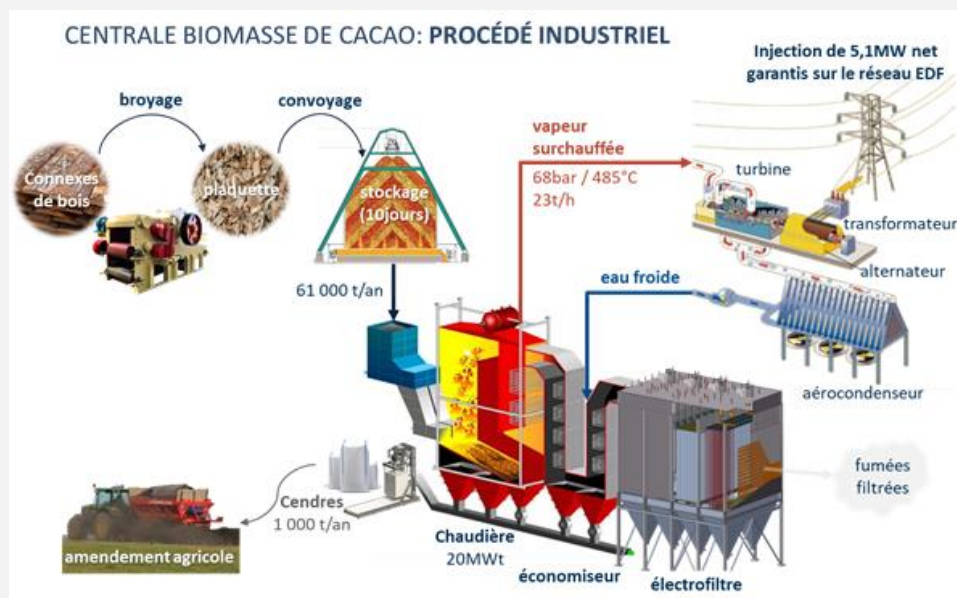 CENTRALE BIOMASSE DE CACAO: PROCÉDÉ INDUSTRIEL
Injection de 5,1MW net
garantis sur le réseau EDF
broyage
convoyage
Connexes
de bois
plaquette
stockage
(10jours)
vapeur
surchauffée
68bar / 485°C
23t/h
turbine
transformateur
alternateur
61 000 t/an
eau froide
aérocondenseur
fumées
filtrées
Cendres
1 000 t/an
amendement agricole
Chaudière
20MWt
économiseur
électrofiltre